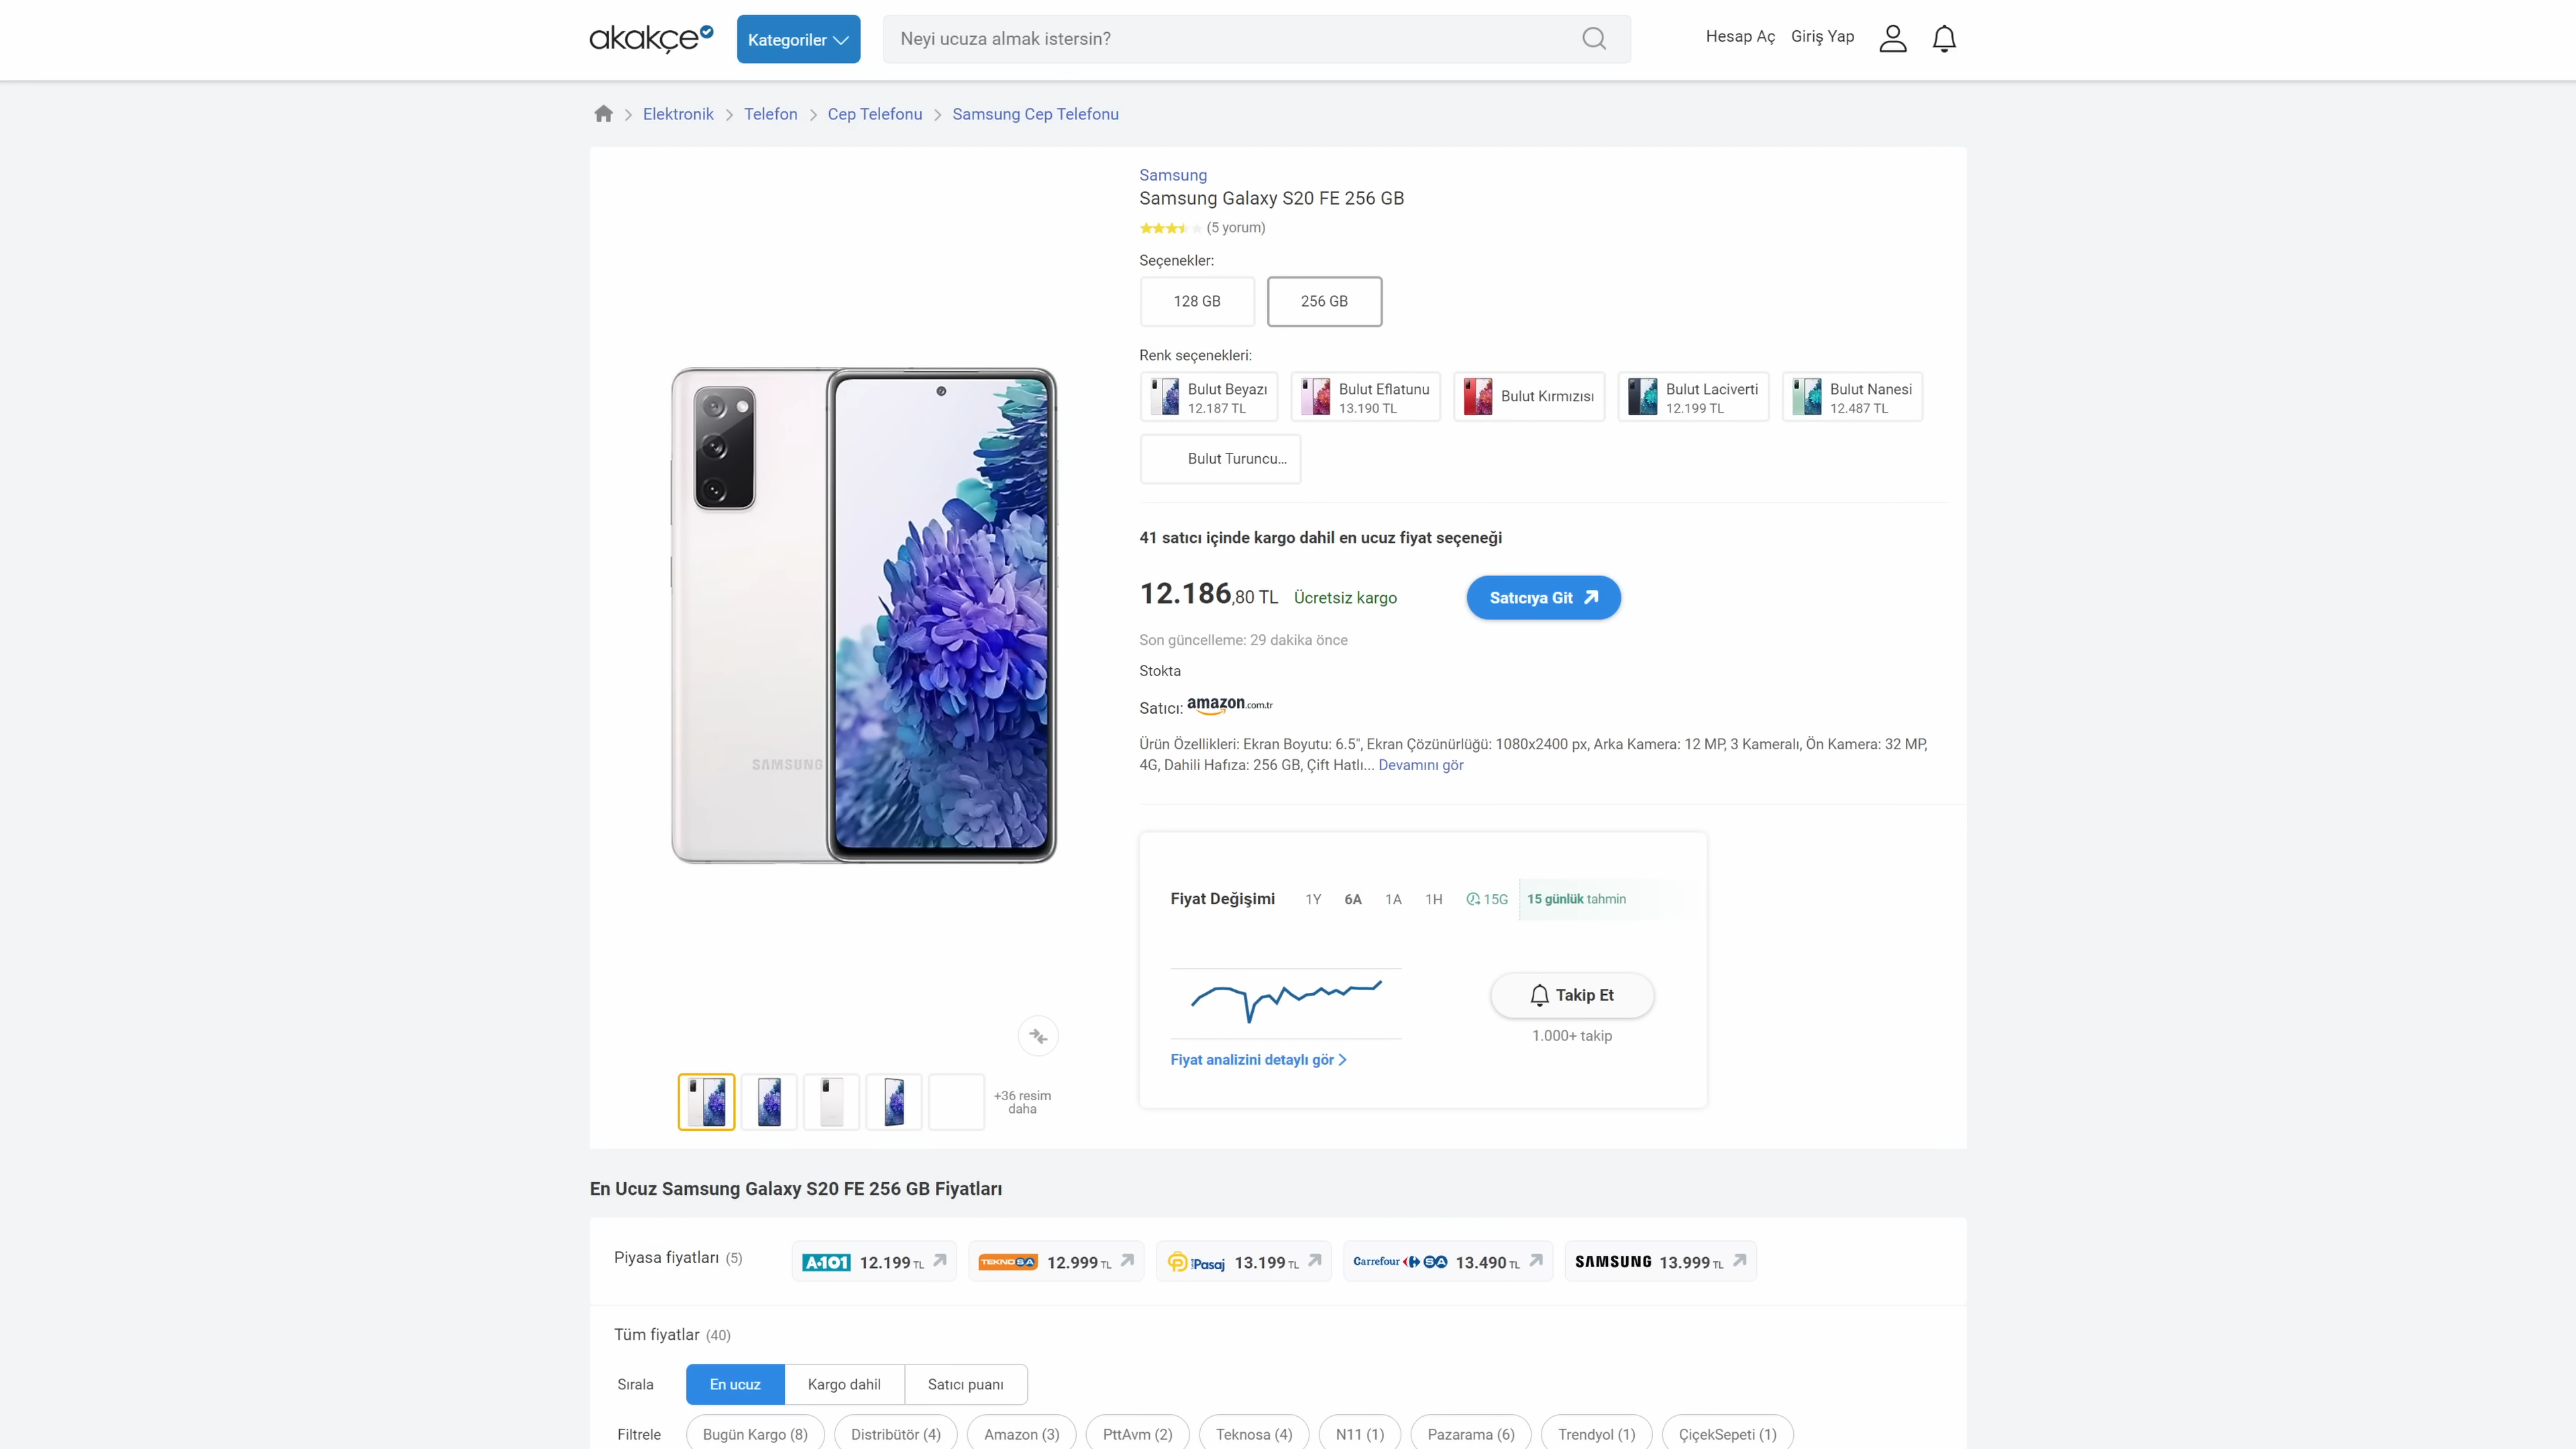 akakçe
Kategoriler
Neyi ucuza almak istersin?
Hesap Aç Giriş Yap
Elektronik > Telefon > Cep Telefonu > Samsung Cep Telefonu
Samsung
Samsung Galaxy S20 FE 256 GB
(5 yorum)
Seçenekler:
128 GB 256 GB
Renk seçenekleri:
Bulut Beyazı
12.187 TL
Bulut Eflatunu
13.190 TL
Bulut Kırmızısı
Bulut Laciverti
12.199 TL
Bulut Nanesi
12.487 TL
Bulut Turuncu...
41 satıcı içinde kargo dahil en ucuz fiyat seçeneği
12.186,80 TL Ücretsiz kargo Satıcıya Git
Son güncelleme: 29 dakika önce
Stokta
Satıcı: amazon.com.tr
Ürün Özellikleri: Ekran Boyutu: 6.5", Ekran Çözünürlüğü: 1080x2400 px, Arka Kamera: 12 MP, 3 Kameralı, Ön Kamera: 32 MP,
4G, Dahili Hafıza: 256 GB, Çift Hatlı... Devamını gör
SAMSUNG
Fiyat Değişimi 1Y 6A 1A 1H 15G 15 günlük tahmin
Takip Et
1.000+ takip
Fiyat analizini detaylı gör >
+36 resim
daha
En Ucuz Samsung Galaxy S20 FE 256 GB Fiyatları
Piyasa fiyatları (5) A101 12.199 TL TEKNOSA 12.999 TL Pasaj 13.199 TL CarrefourSA 13.490 TL SAMSUNG 13.999 TL
Tüm fiyatlar (40)
Sırala En ucuz Kargo dahil Satıcı puanı
Filtrele Bugün Kargo (8) Distribütör (4) Amazon (3) PttAvm (2) Teknosa (4) N11 (1) Pazarama (6) Trendyol (1) ÇiçekSepeti (1)